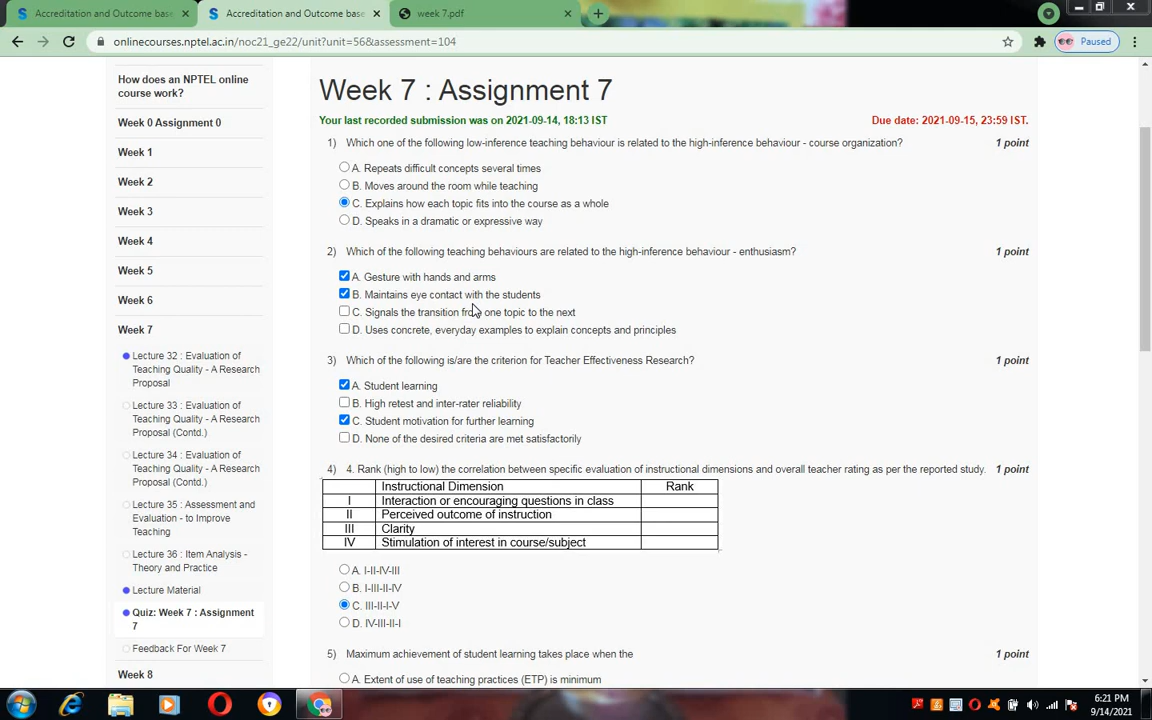 Accreditation and Outcome base
Accreditation and Outcome base
week 7.pdf
onlinecourses.nptel.ac.in/noc21_ge22/unit?unit=56&assessment=104
Paused
How does an NPTEL online
course work?
Week 0 Assignment 0
Week 1
Week 2
Week 3
Week 4
Week 5
Week 6
Week 7
Lecture 32 : Evaluation of
Teaching Quality - A Research
Proposal
Lecture 33 : Evaluation of
Teaching Quality - A Research
Proposal (Contd.)
Lecture 34 : Evaluation of
Teaching Quality - A Research
Proposal (Contd.)
Lecture 35 : Assessment and
Evaluation - to Improve
Teaching
Lecture 36 : Item Analysis -
Theory and Practice
Lecture Material
Quiz: Week 7 : Assignment
7
Feedback For Week 7
Week 8
Week 7 : Assignment 7
Your last recorded submission was on 2021-09-14, 18:13 IST
Due date: 2021-09-15, 23:59 IST.
1) Which one of the following low-inference teaching behaviour is related to the high-inference behaviour - course organization? 1 point
A. Repeats difficult concepts several times
B. Moves around the room while teaching
C. Explains how each topic fits into the course as a whole
D. Speaks in a dramatic or expressive way
2) Which of the following teaching behaviours are related to the high-inference behaviour - enthusiasm? 1 point
A. Gesture with hands and arms
B. Maintains eye contact with the students
C. Signals the transition from one topic to the next
D. Uses concrete, everyday examples to explain concepts and principles
3) Which of the following is/are the criterion for Teacher Effectiveness Research? 1 point
A. Student learning
B. High retest and inter-rater reliability
C. Student motivation for further learning
D. None of the desired criteria are met satisfactorily
4) 4. Rank (high to low) the correlation between specific evaluation of instructional dimensions and overall teacher rating as per the reported study. 1 point
Instructional Dimension Rank
I Interaction or encouraging questions in class
II Perceived outcome of instruction
III Clarity
IV Stimulation of interest in course/subject
A. I-II-IV-III
B. I-III-II-IV
C. III-II-I-V
D. IV-III-II-I
5) Maximum achievement of student learning takes place when the 1 point
A. Extent of use of teaching practices (ETP) is minimum
6:21 PM
9/14/2021